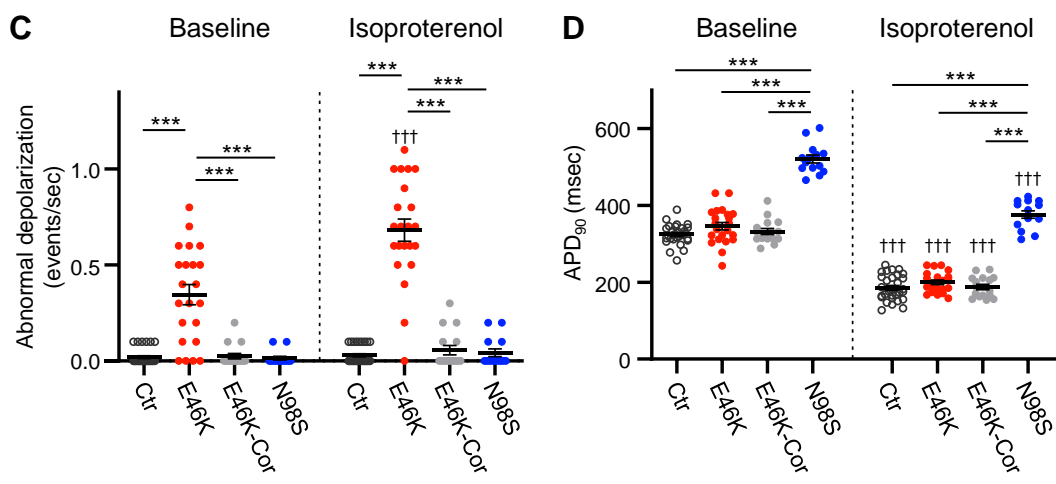 C
Baseline
Isoproterenol
Abnormal depolarization
(events/sec)
1.0
0.5
0.0
***
***
***
***
***
***
†††
Ctr
E46K
E46K-Cor
N98S
Ctr
E46K
E46K-Cor
N98S
D
Baseline
Isoproterenol
APD90 (msec)
600
400
200
0
***
***
***
***
***
***
†††
†††
†††
†††
Ctr
E46K
E46K-Cor
N98S
Ctr
E46K
E46K-Cor
N98S